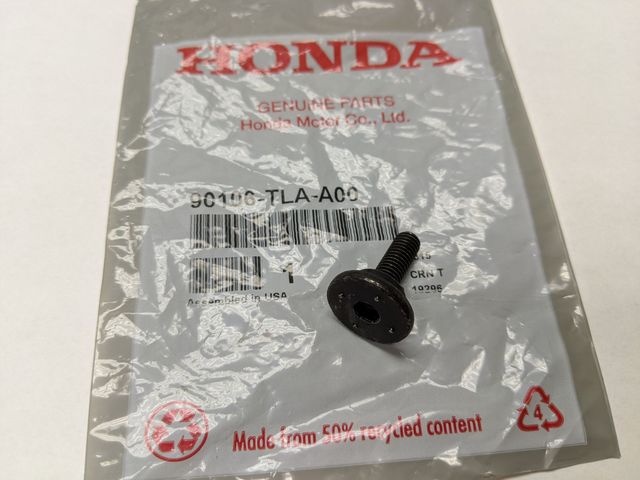 HONDA
GENUINE PARTS
Honda Motor Co., Ltd.
90106-TLA-A00
1
CRN T
Assembled in USA
19296
Made from 50% recycled content
4